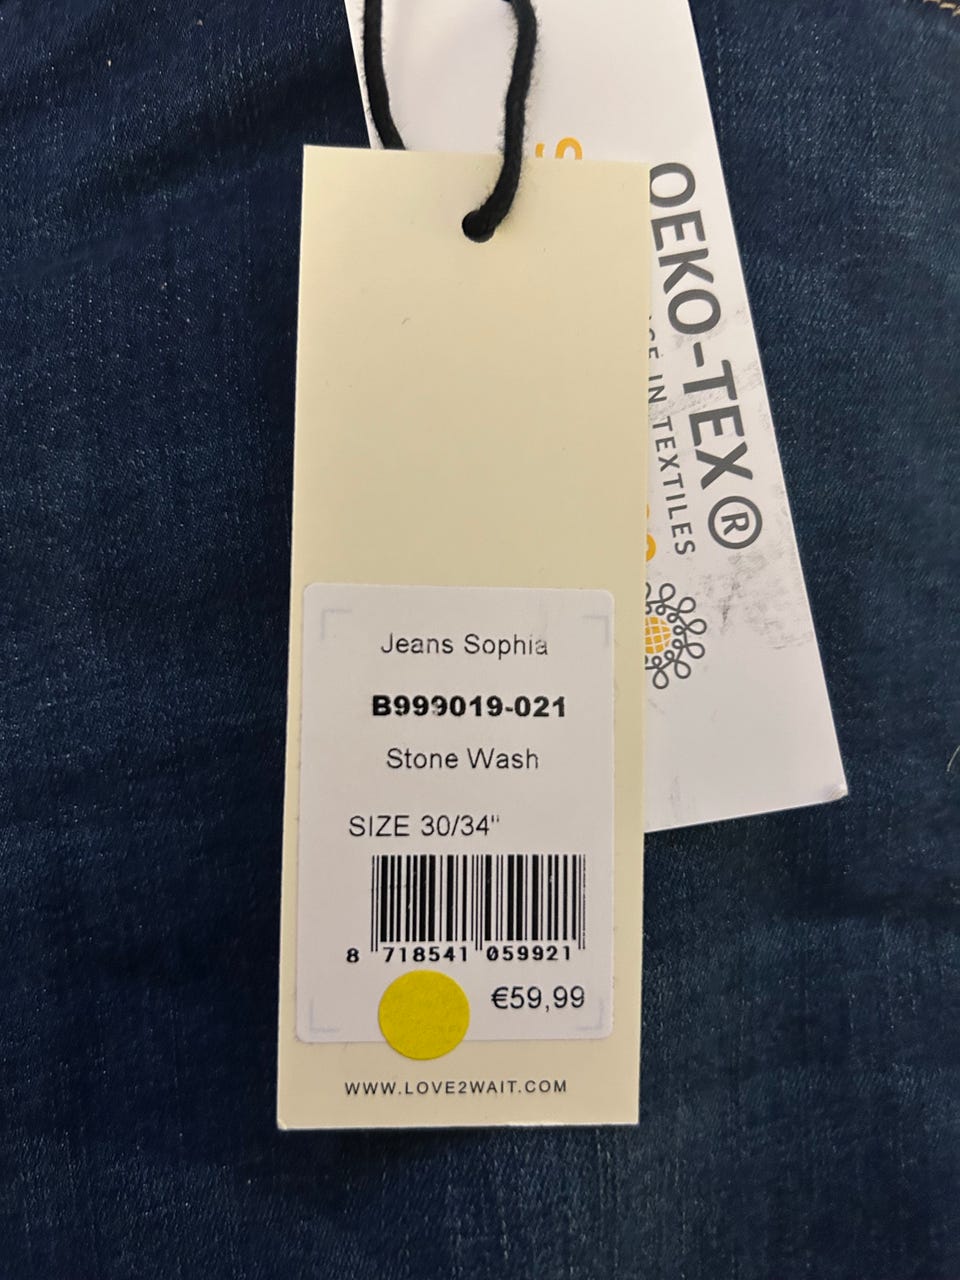 Jeans Sophia
B999019-021
Stone Wash
SIZE 30/34"
8 718541 059921
€59,99
WWW.LOVE2WAIT.COM
OEKO-TEX®
IN TEXTILES